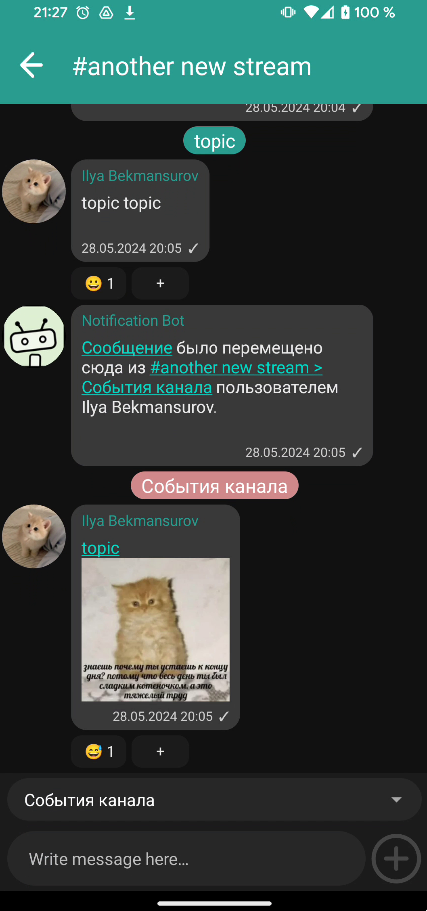 21:27 100 %
#another new stream
28.05.2024 20:04 ✓
topic
Ilya Bekmansurov
topic topic
28.05.2024 20:05 ✓
😀 1 +
Notification Bot
Сообщение было перемещено
сюда из #another new stream >
События канала пользователем
Ilya Bekmansurov.
28.05.2024 20:05 ✓
События канала
Ilya Bekmansurov
topic
знаешь почему ты устаешь к концу
дня? потому что весь день ты был
сладким котеночком, а это
тяжелый труд
28.05.2024 20:05 ✓
😅 1 +
События канала
Write message here...